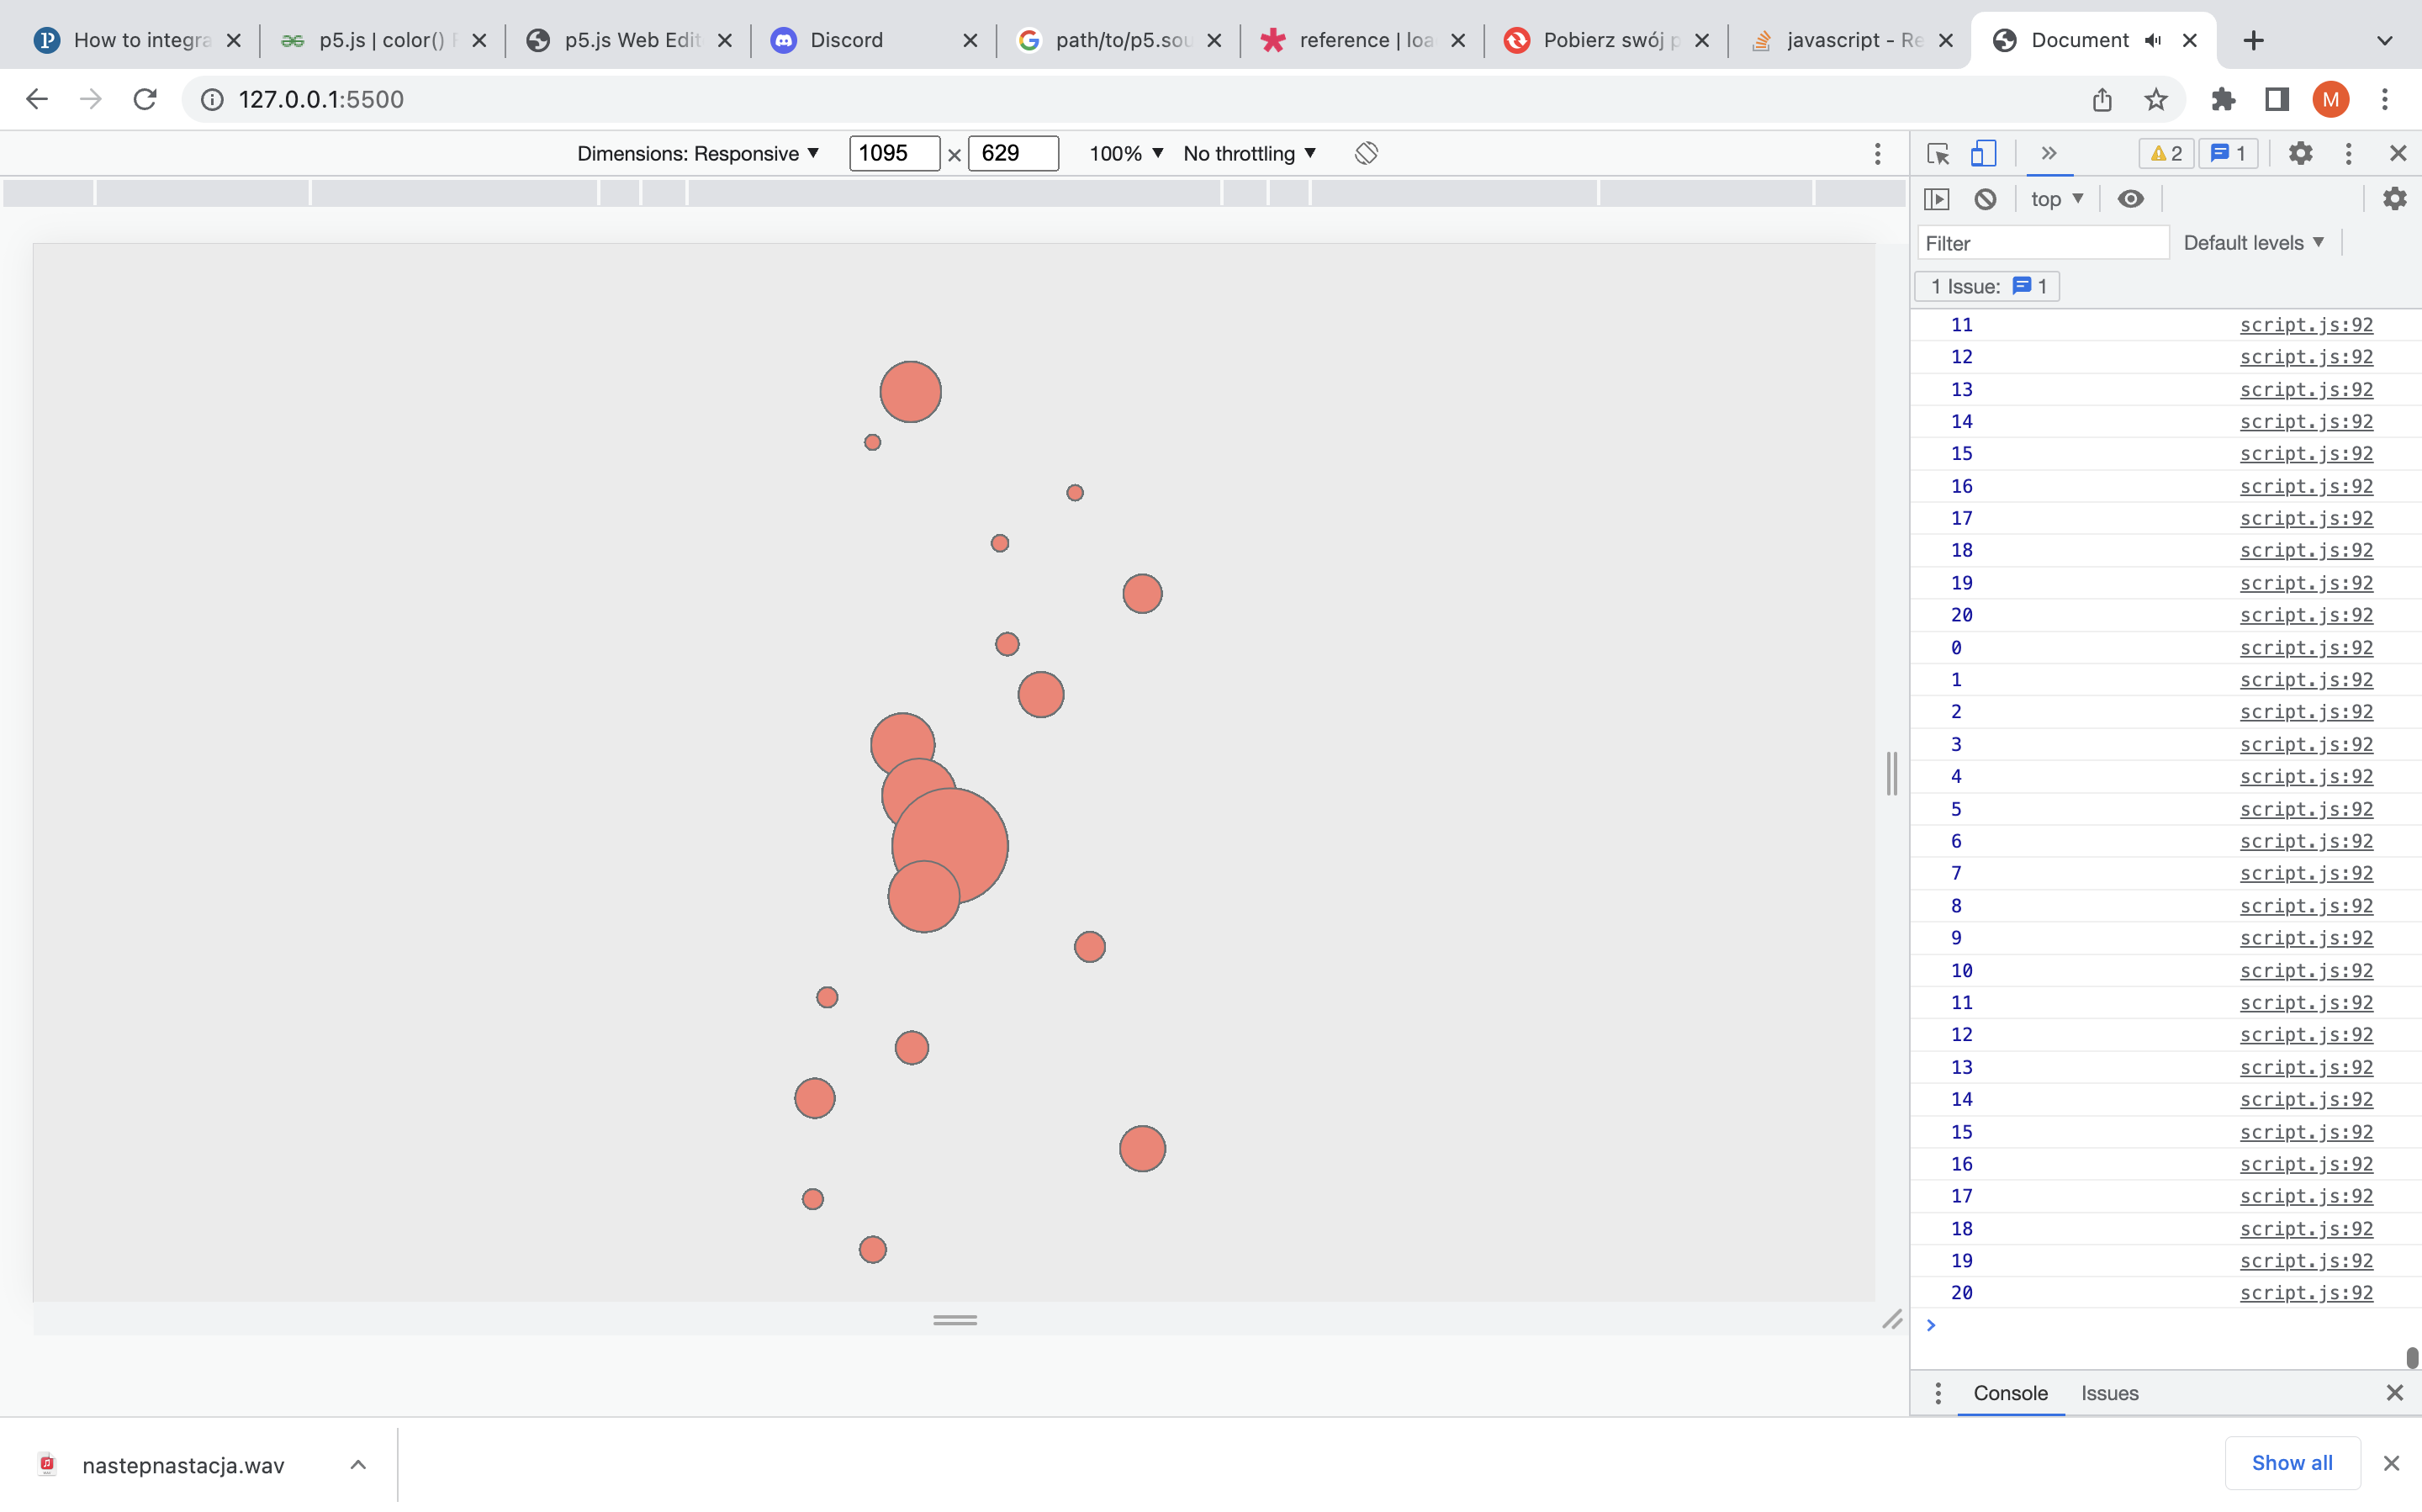 How to integra
p5.js | color() F
p5.js Web Edit
Discord
path/to/p5.sou
reference | loa
Pobierz swój p
javascript - Re
Document
127.0.0.1:5500
M
Dimensions: Responsive
1095 × 629
100%
No throttling
2
1
top
Filter
Default levels
1 Issue: 1
11 script.js:92
12 script.js:92
13 script.js:92
14 script.js:92
15 script.js:92
16 script.js:92
17 script.js:92
18 script.js:92
19 script.js:92
20 script.js:92
0 script.js:92
1 script.js:92
2 script.js:92
3 script.js:92
4 script.js:92
5 script.js:92
6 script.js:92
7 script.js:92
8 script.js:92
9 script.js:92
10 script.js:92
11 script.js:92
12 script.js:92
13 script.js:92
14 script.js:92
15 script.js:92
16 script.js:92
17 script.js:92
18 script.js:92
19 script.js:92
20 script.js:92
Console
Issues
nastepnastacja.wav
Show all